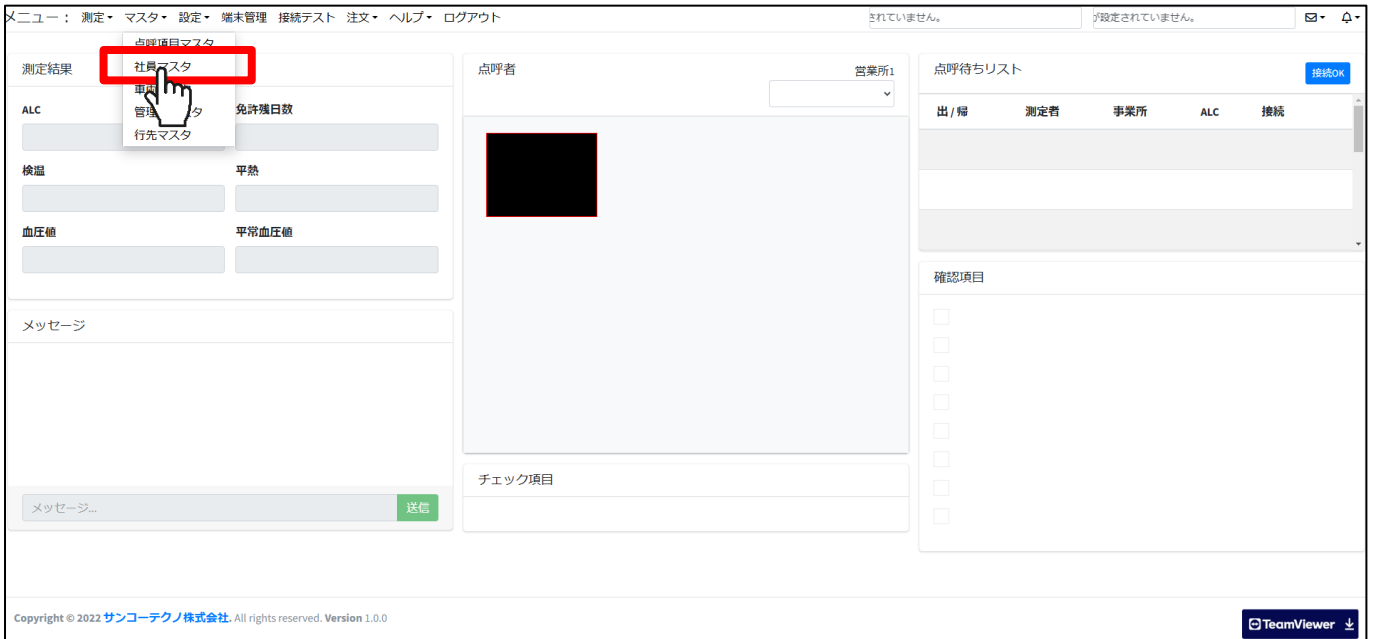 メニュー： 測定 マスタ 設定 端末管理 接続テスト 注文 ヘルプ ログアウト
されていません。
が設定されていません。
点呼項目マスタ
社員マスタ
行先マスタ
測定結果
ALC
免許残日数
検温
平熱
血圧値
平常血圧値
メッセージ
メッセージ...
送信
点呼者
営業所1
チェック項目
点呼待ちリスト
接続OK
出 / 帰 測定者 事業所 ALC 接続
確認項目
Copyright © 2022 サンコーテクノ株式会社. All rights reserved. Version 1.0.0
TeamViewer